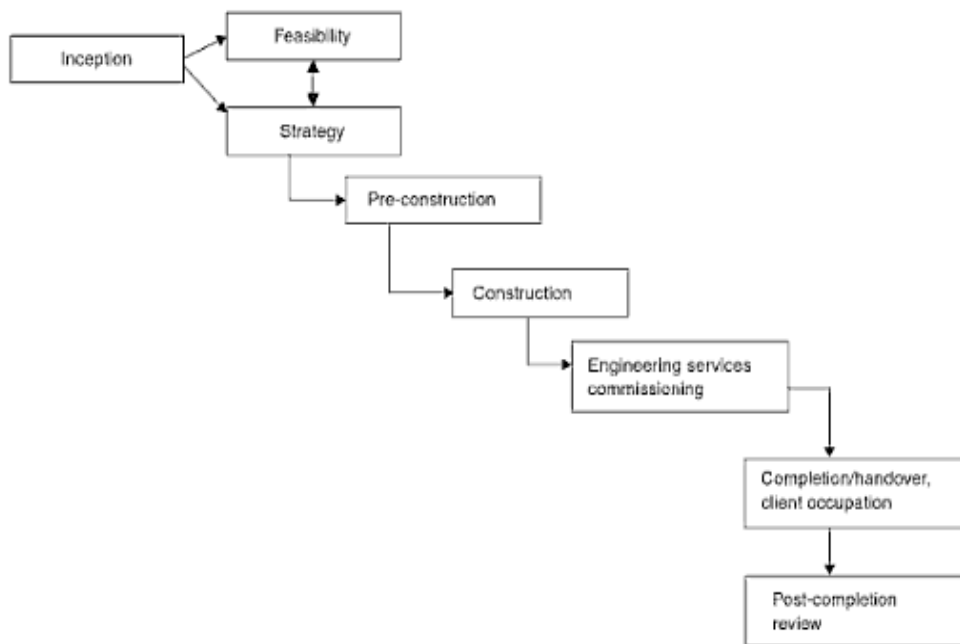 Feasibility
Inception
Strategy
Pre-construction
Construction
Engineering services
commissioning
Completion/handover,
client occupation
Post-completion
review